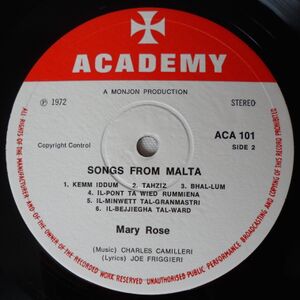 ACADEMY
A MONJON PRODUCTION
℗ 1972
STEREO
Copyright Control
ACA 101
SIDE 2
SONGS FROM MALTA
1. KEMM IDDUM 2. TAHZIZ 3. BHAL-LUM
4. IL-PONT TA WIED RUMMIENA
5. IL-MINWETT TAL-GRANMASTRI
6. IL-BEJJIEGHA TAL-WARD
Mary Rose
(Music) CHARLES CAMILLERI
(Lyrics) JOE FRIGGIERI
ALL RIGHTS OF THE MANUFACTURER AND OF THE OWNER OF THE RECORDED WORK RESERVED UNAUTHORISED PUBLIC PERFORMANCE BROADCASTING AND COPYING OF THIS RECORD PROHIBITED